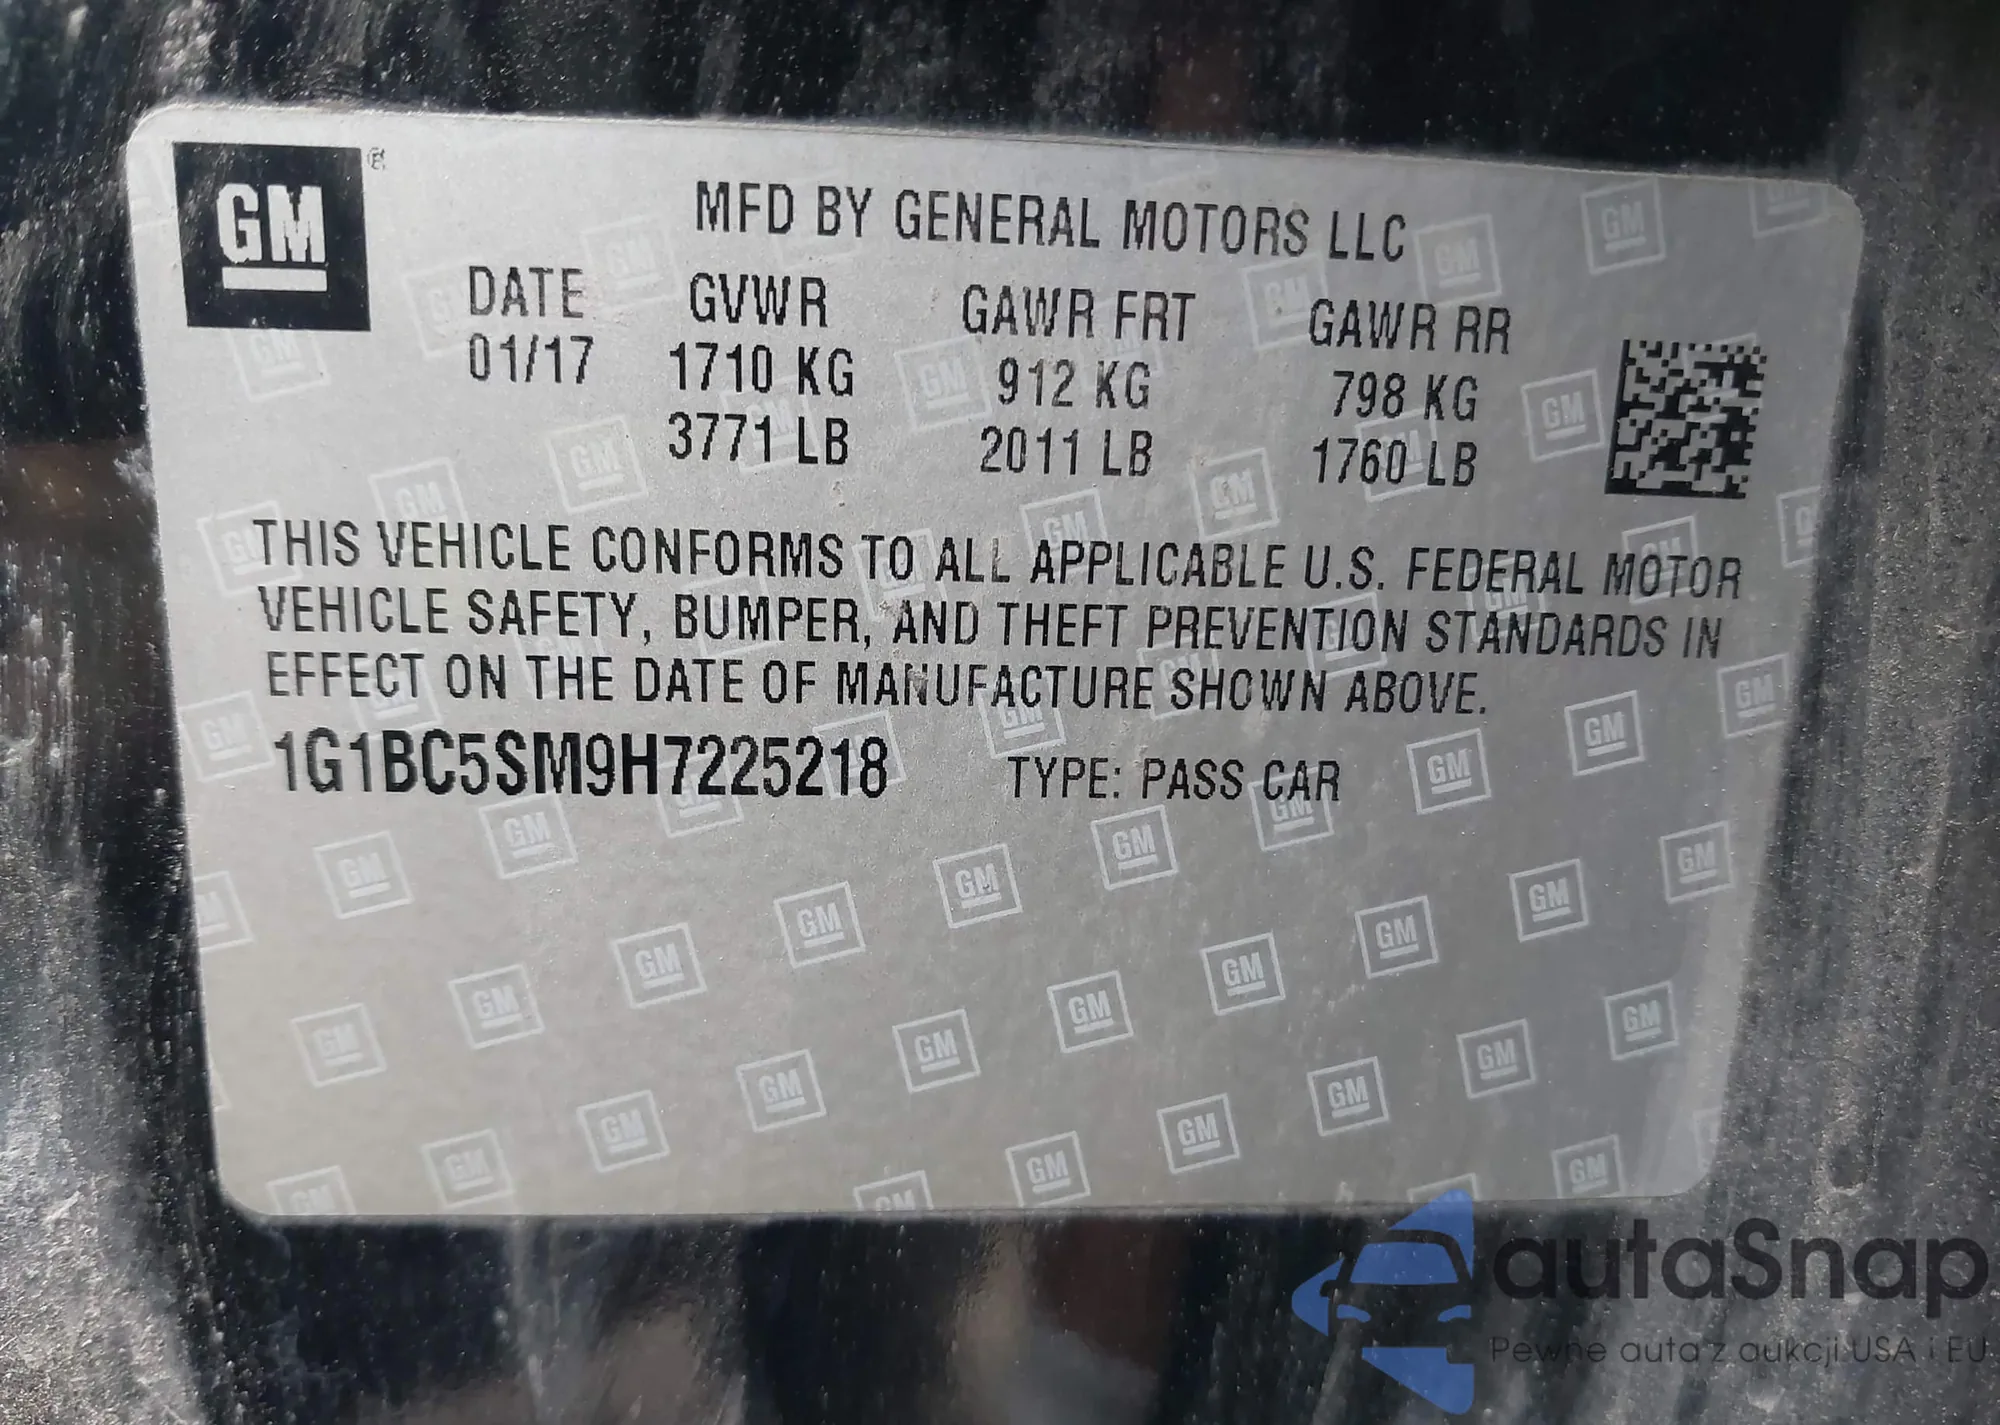 GM ®
MFD BY GENERAL MOTORS LLC
DATE GVWR GAWR FRT GAWR RR
01/17 1710 KG 912 KG 798 KG
3771 LB 2011 LB 1760 LB
THIS VEHICLE CONFORMS TO ALL APPLICABLE U.S. FEDERAL MOTOR
VEHICLE SAFETY, BUMPER, AND THEFT PREVENTION STANDARDS IN
EFFECT ON THE DATE OF MANUFACTURE SHOWN ABOVE.
1G1BC5SM9H7225218 TYPE: PASS CAR
autaSnap
Pewne auta z aukcji USA i EU